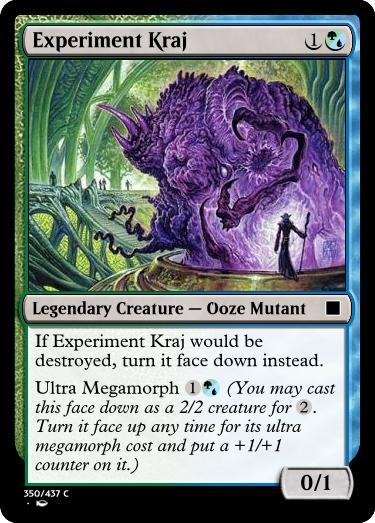 Experiment Kraj 1
Legendary Creature — Ooze Mutant
If Experiment Kraj would be
destroyed, turn it face down instead.
Ultra Megamorph 1 (You may cast
this face down as a 2/2 creature for 2.
Turn it face up any time for its ultra
megamorph cost and put a +1/+1
counter on it.)
0/1
350/437 C